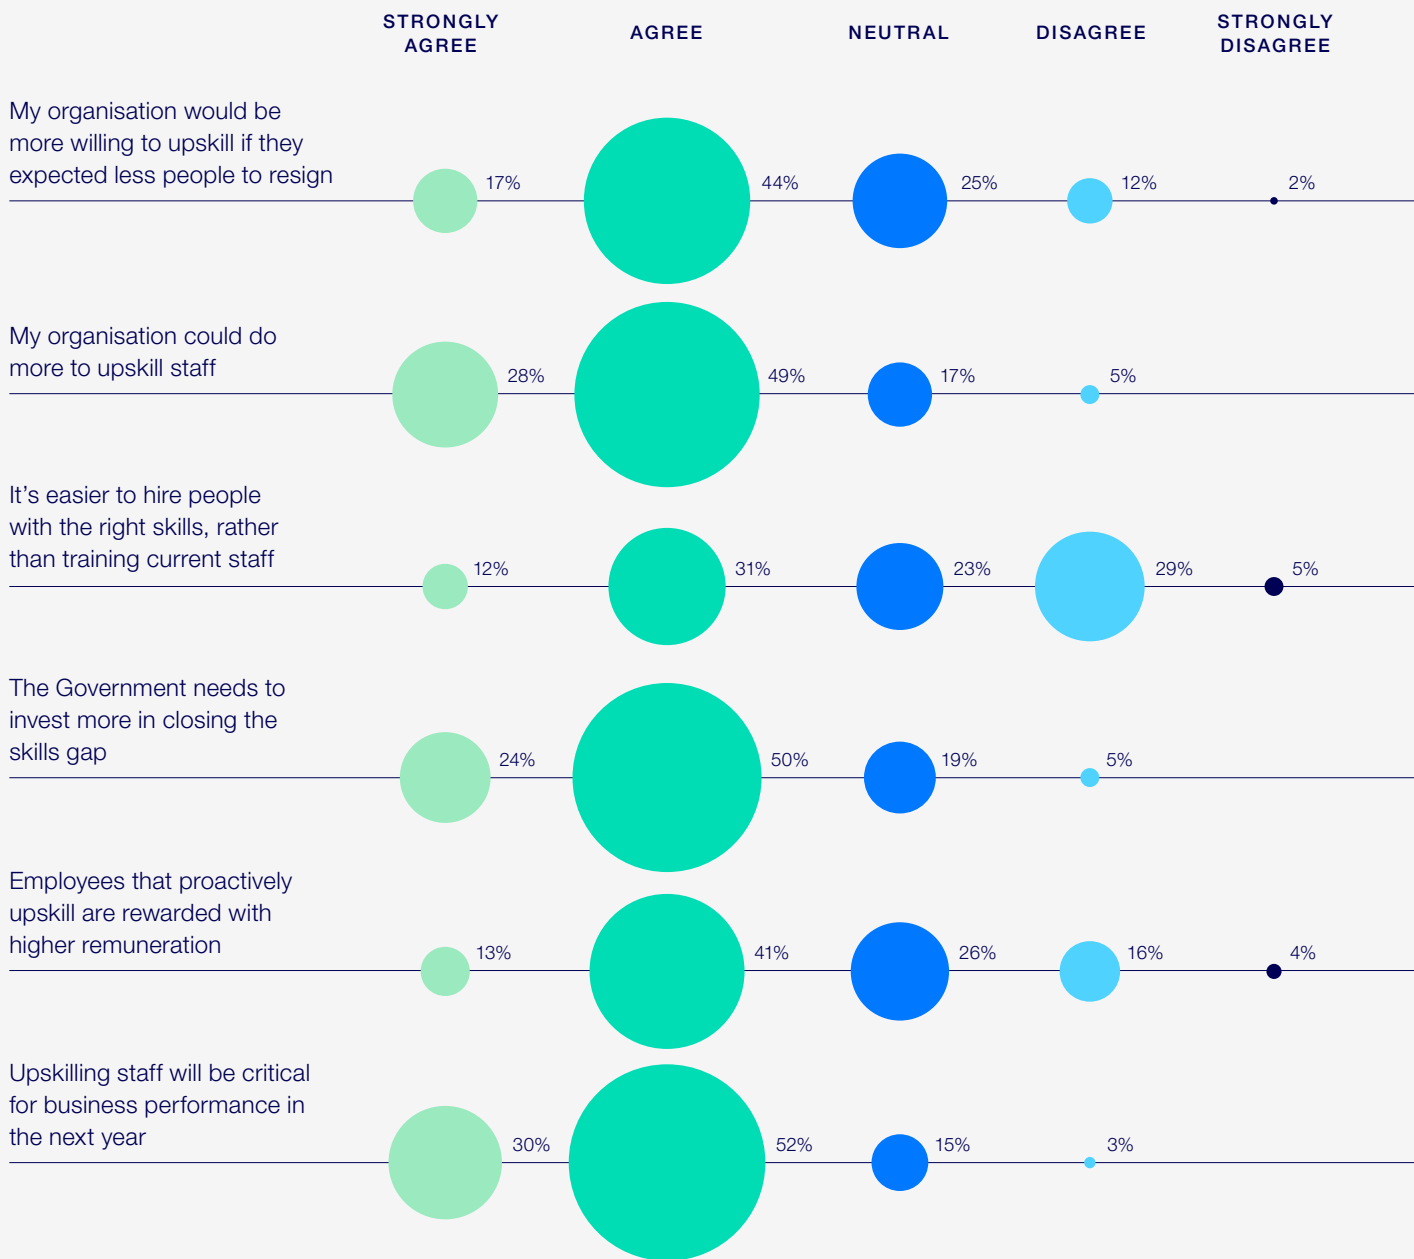 STRONGLY
AGREE
AGREE
NEUTRAL
DISAGREE
STRONGLY
DISAGREE
My organisation would be
more willing to upskill if they
expected less people to resign
17%
44%
25%
12%
2%
My organisation could do
more to upskill staff
28%
49%
17%
5%
It’s easier to hire people
with the right skills, rather
than training current staff
12%
31%
23%
29%
5%
The Government needs to
invest more in closing the
skills gap
24%
50%
19%
5%
Employees that proactively
upskill are rewarded with
higher remuneration
13%
41%
26%
16%
4%
Upskilling staff will be critical
for business performance in
the next year
30%
52%
15%
3%